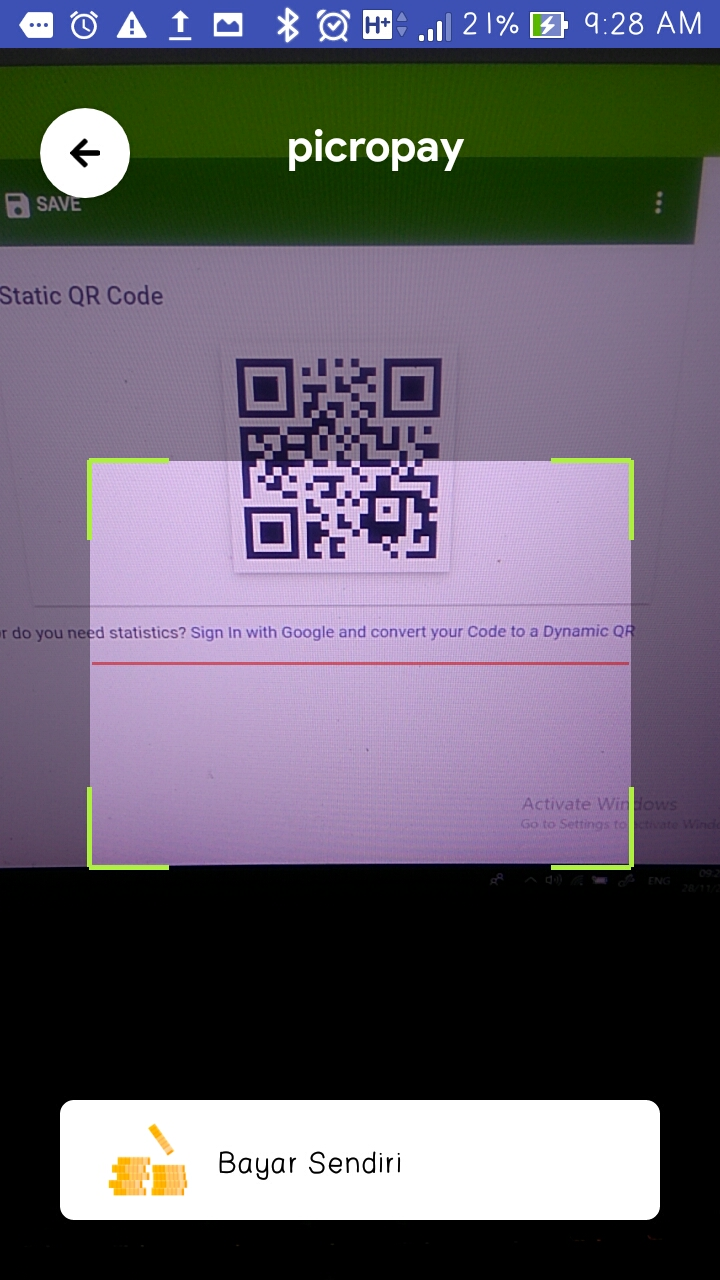 21% 9:28 AM
picropay
SAVE
Static QR Code
r do you need statistics? Sign In with Google and convert your Code to a Dynamic QR
Activate Windows
Go to Settings to activate Wind
ENG
Bayar Sendiri